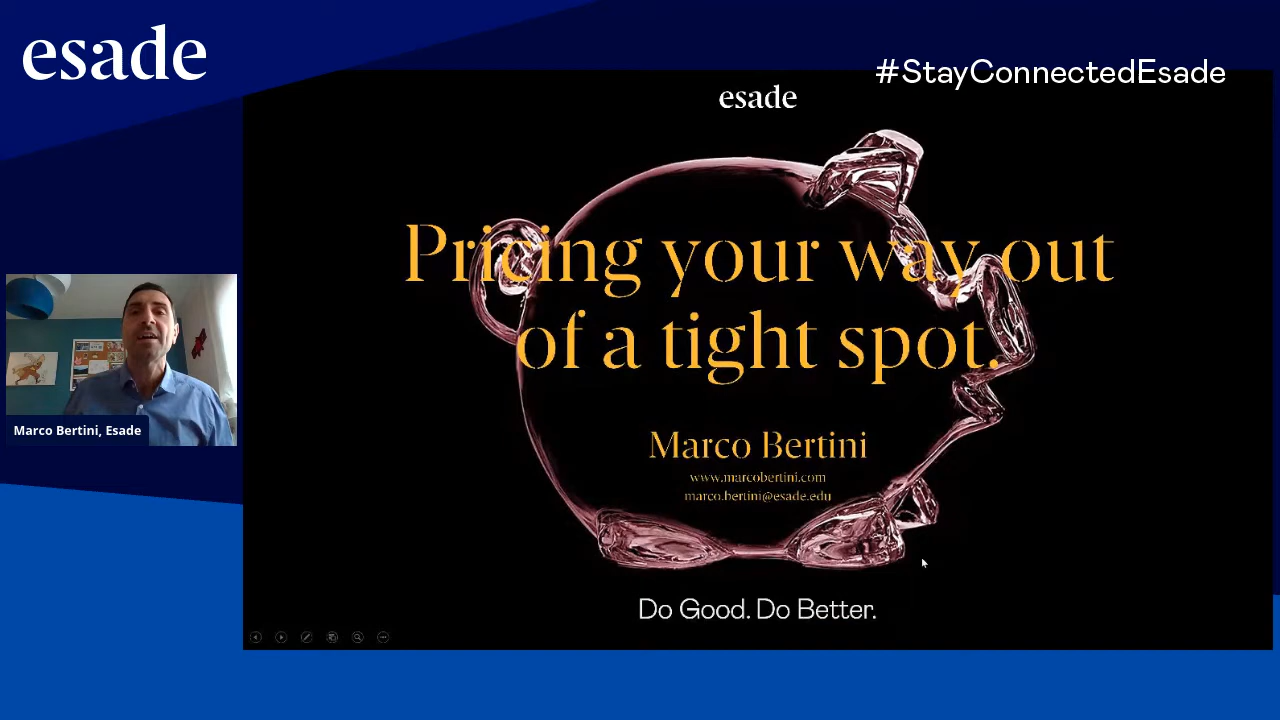 esade
#StayConnectedEsade
esade
Pricing your way out
of a tight spot.
Marco Bertini
www.marcobertini.com
marco.bertini@esade.edu
Marco Bertini, Esade
Do Good. Do Better.